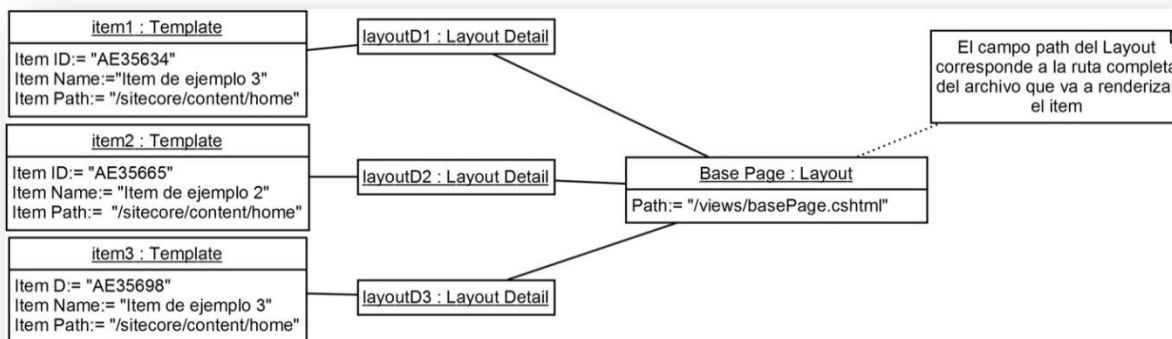 item1 : Template
Item ID:= "AE35634"
Item Name:="Item de ejemplo 3"
Item Path:= "/sitecore/content/home"
layoutD1 : Layout Detail
El campo path del Layout
corresponde a la ruta completa
del archivo que va a renderizar
el item
item2 : Template
Item ID:= "AE35665"
Item Name:= "Item de ejemplo 2"
Item Path:=  "/sitecore/content/home"
layoutD2 : Layout Detail
Base Page : Layout
Path:= "/views/basePage.cshtml"
item3 : Template
Item D:= "AE35698"
Item Name:= "Item de ejemplo 3"
Item Path:= "/sitecore/content/home"
layoutD3 : Layout Detail